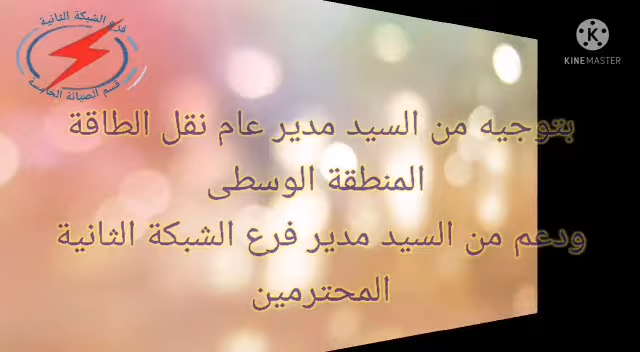 فرع الشبكة الثانية
قسم الصيانة الخامسة
KINEMASTER
بتوجيه من السيد مدير عام نقل الطاقة
المنطقة الوسطى
ودعم من السيد مدير فرع الشبكة الثانية
المحترمين